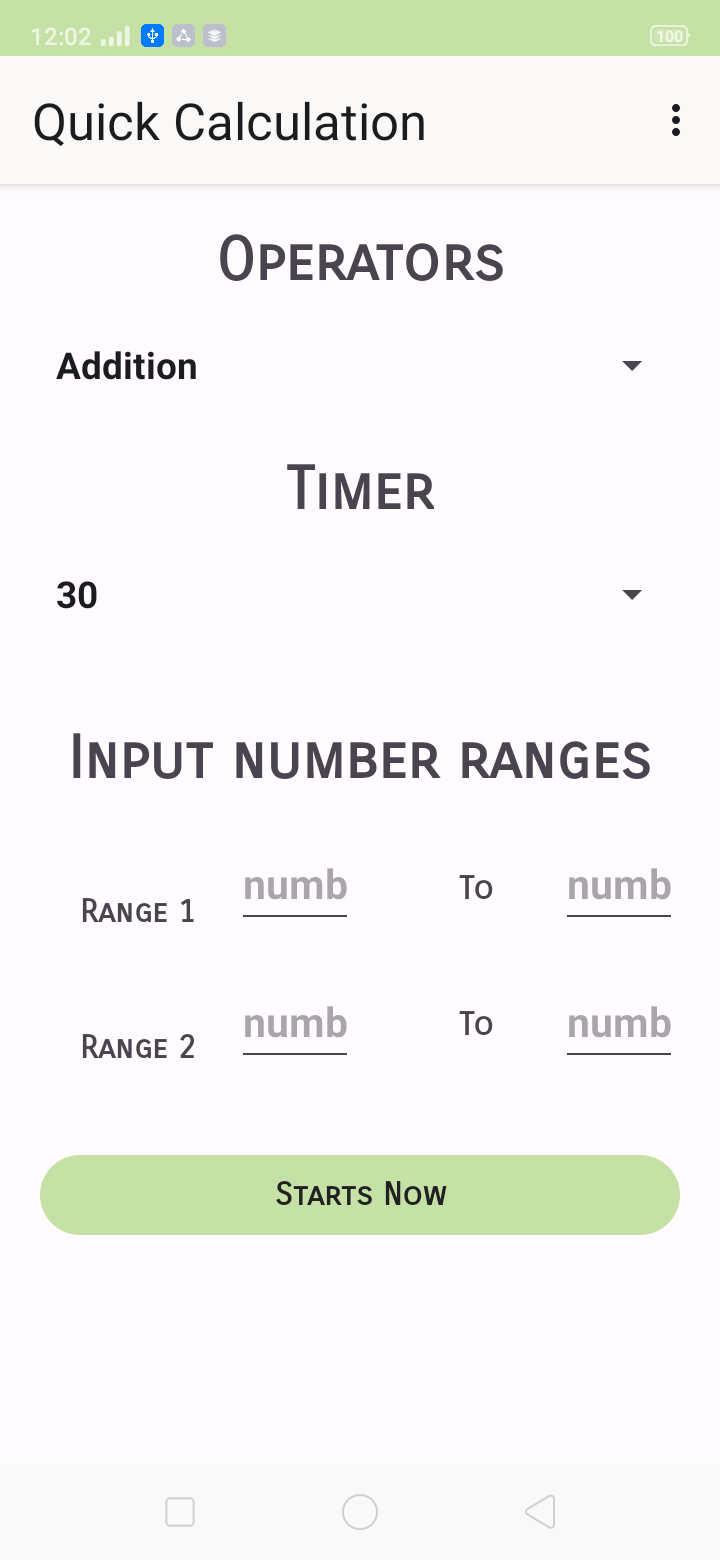 12:02
100
Quick Calculation
Operators
Addition
Timer
30
Input number ranges
Range 1 numb To numb
Range 2 numb To numb
Starts Now